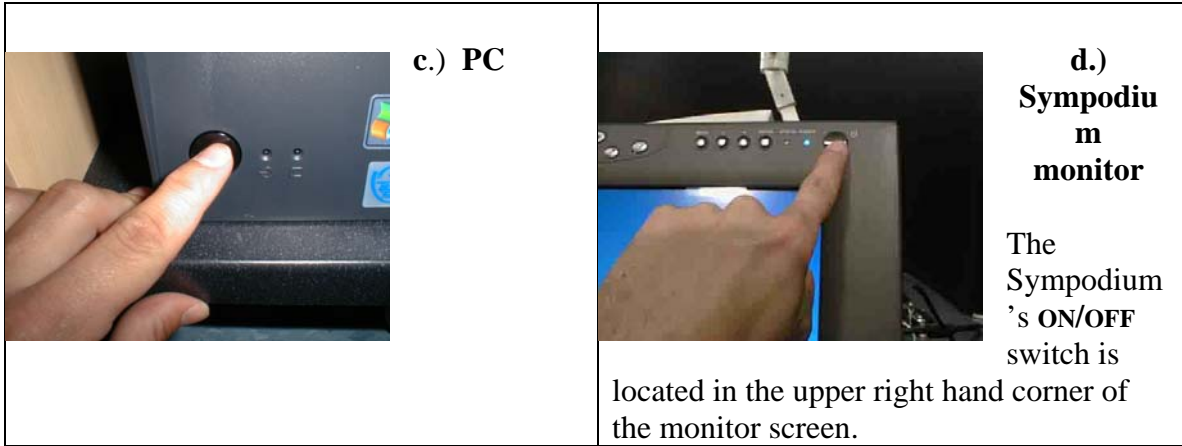 c.) PC
d.)
Sympodiu
m
monitor
The
Sympodium
's ON/OFF
switch is
located in the upper right hand corner of
the monitor screen.